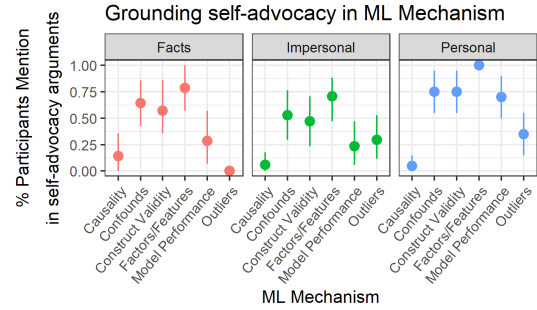 Grounding self-advocacy in ML Mechanism
Facts
Impersonal
Personal
% Participants Mention
in self-advocacy arguments
1.00
0.75
0.50
0.25
0.00
Causality
Confounds
Construct Validity
Factors/Features
Model Performance
Outliers
Causality
Confounds
Construct Validity
Factors/Features
Model Performance
Outliers
Causality
Confounds
Construct Validity
Factors/Features
Model Performance
Outliers
ML Mechanism